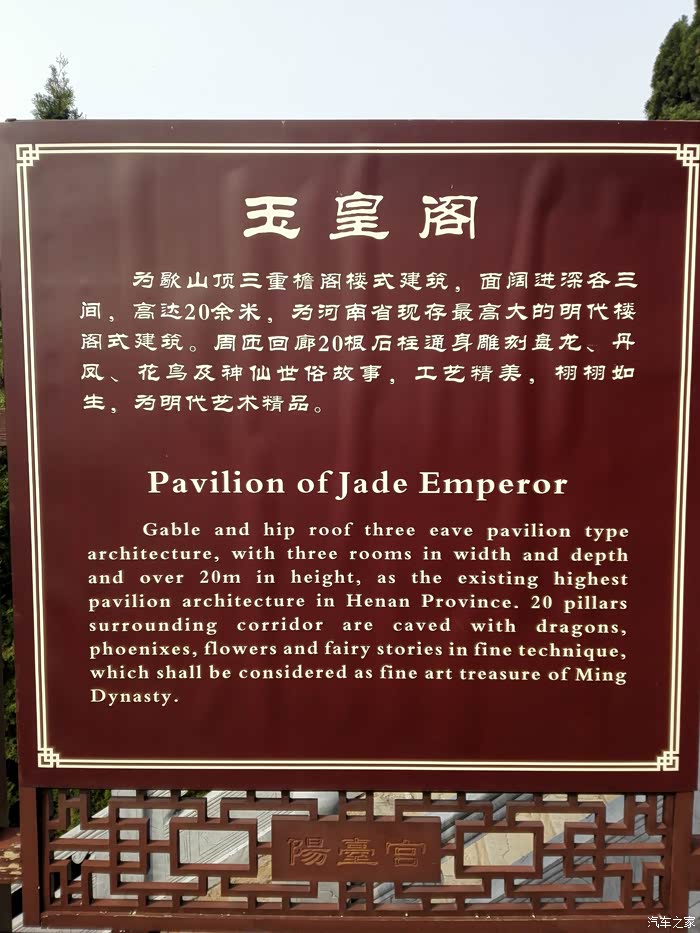 玉皇阁
为歇山顶三重檐阁楼式建筑，面阔进深各三
间，高达20余米，为河南省现存最高大的明代楼
阁式建筑。周匝回廊20根石柱通身雕刻盘龙、丹
凤、花鸟及神仙世俗故事，工艺精美，栩栩如
生，为明代艺术精品。
Pavilion of Jade Emperor
Gable and hip roof three eave pavilion type
architecture, with three rooms in width and depth
and over 20m in height, as the existing highest
pavilion architecture in Henan Province. 20 pillars
surrounding corridor are caved with dragons,
phoenixes, flowers and fairy stories in fine technique,
which shall be considered as fine art treasure of Ming
Dynasty.
陽臺宫
汽车之家